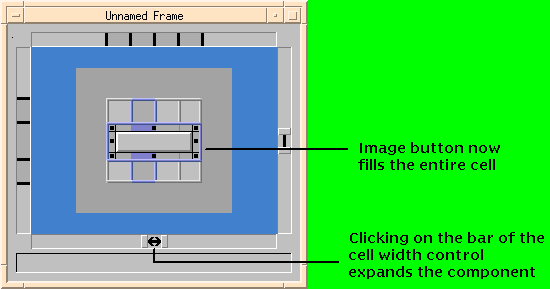 Unnamed Frame
Image button now
fills the entire cell
Clicking on the bar of the
cell width control
expands the component